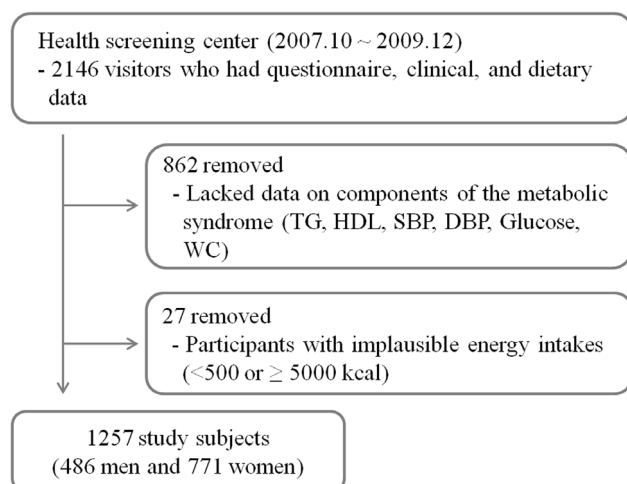 Health screening center (2007.10 ~ 2009.12)
- 2146 visitors who had questionnaire, clinical, and dietary
data
862 removed
- Lacked data on components of the metabolic
syndrome (TG, HDL, SBP, DBP, Glucose,
WC)
27 removed
- Participants with implausible energy intakes
(<500 or ≥ 5000 kcal)
1257 study subjects
(486 men and 771 women)